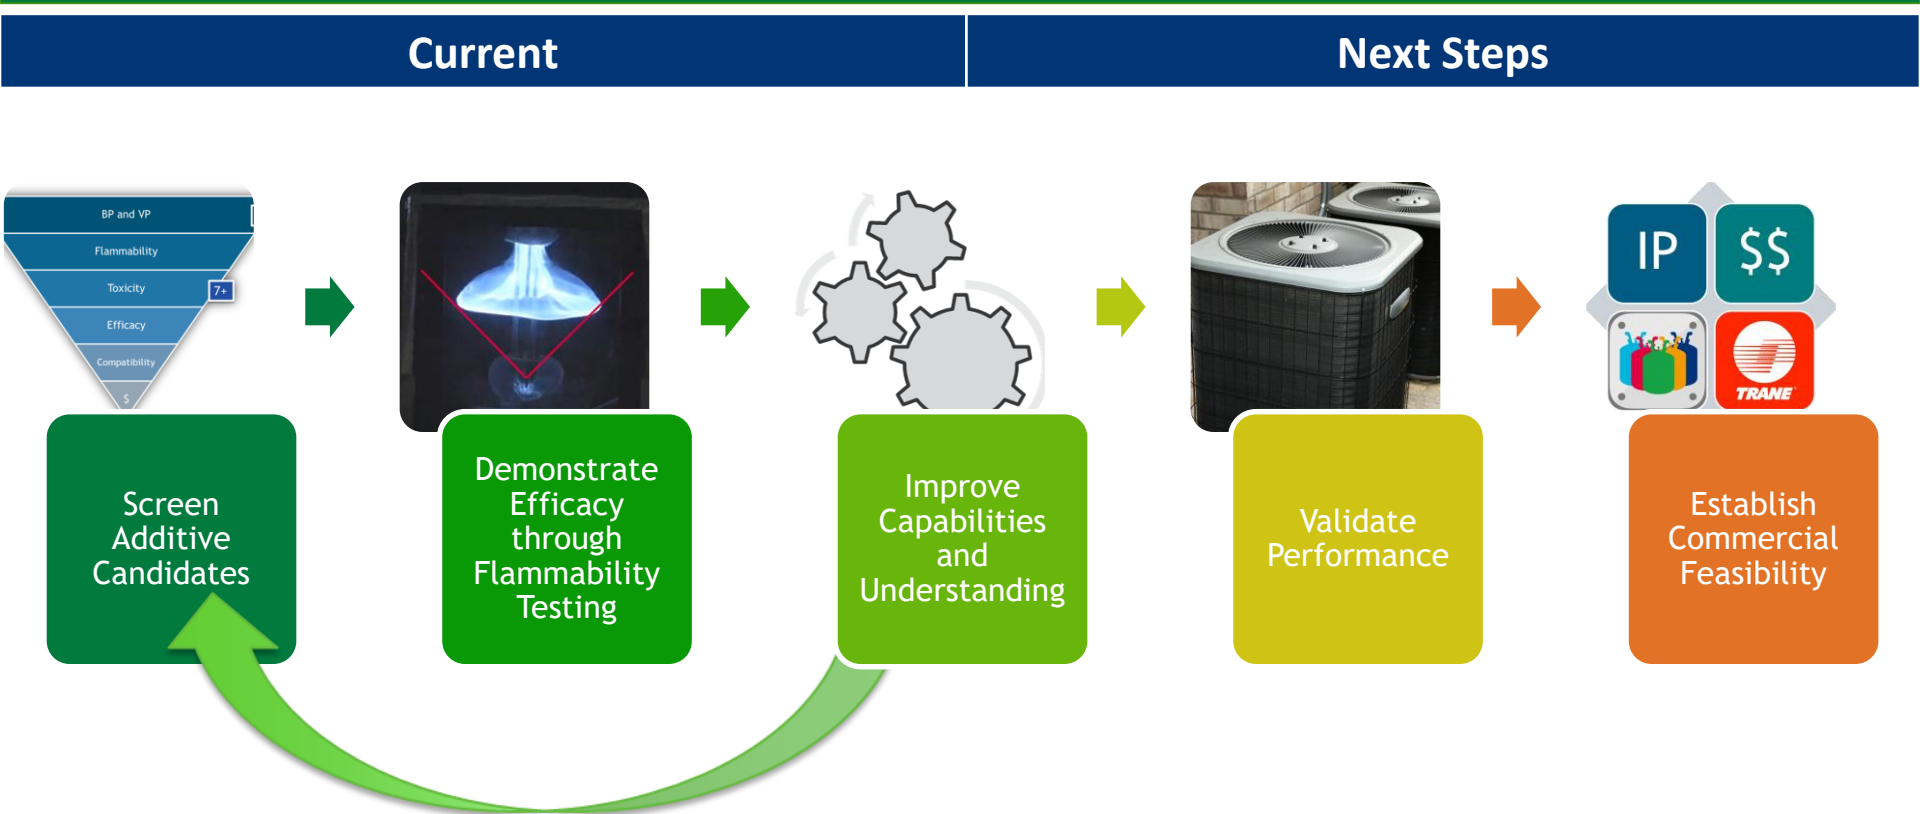 Current
Next Steps
BP and VP
Flammability
Toxicity
7+
Efficacy
Compatibility
$
IP
$$
TRANE
Screen
Additive
Candidates
Demonstrate
Efficacy
through
Flammability
Testing
Improve
Capabilities
and
Understanding
Validate
Performance
Establish
Commercial
Feasibility